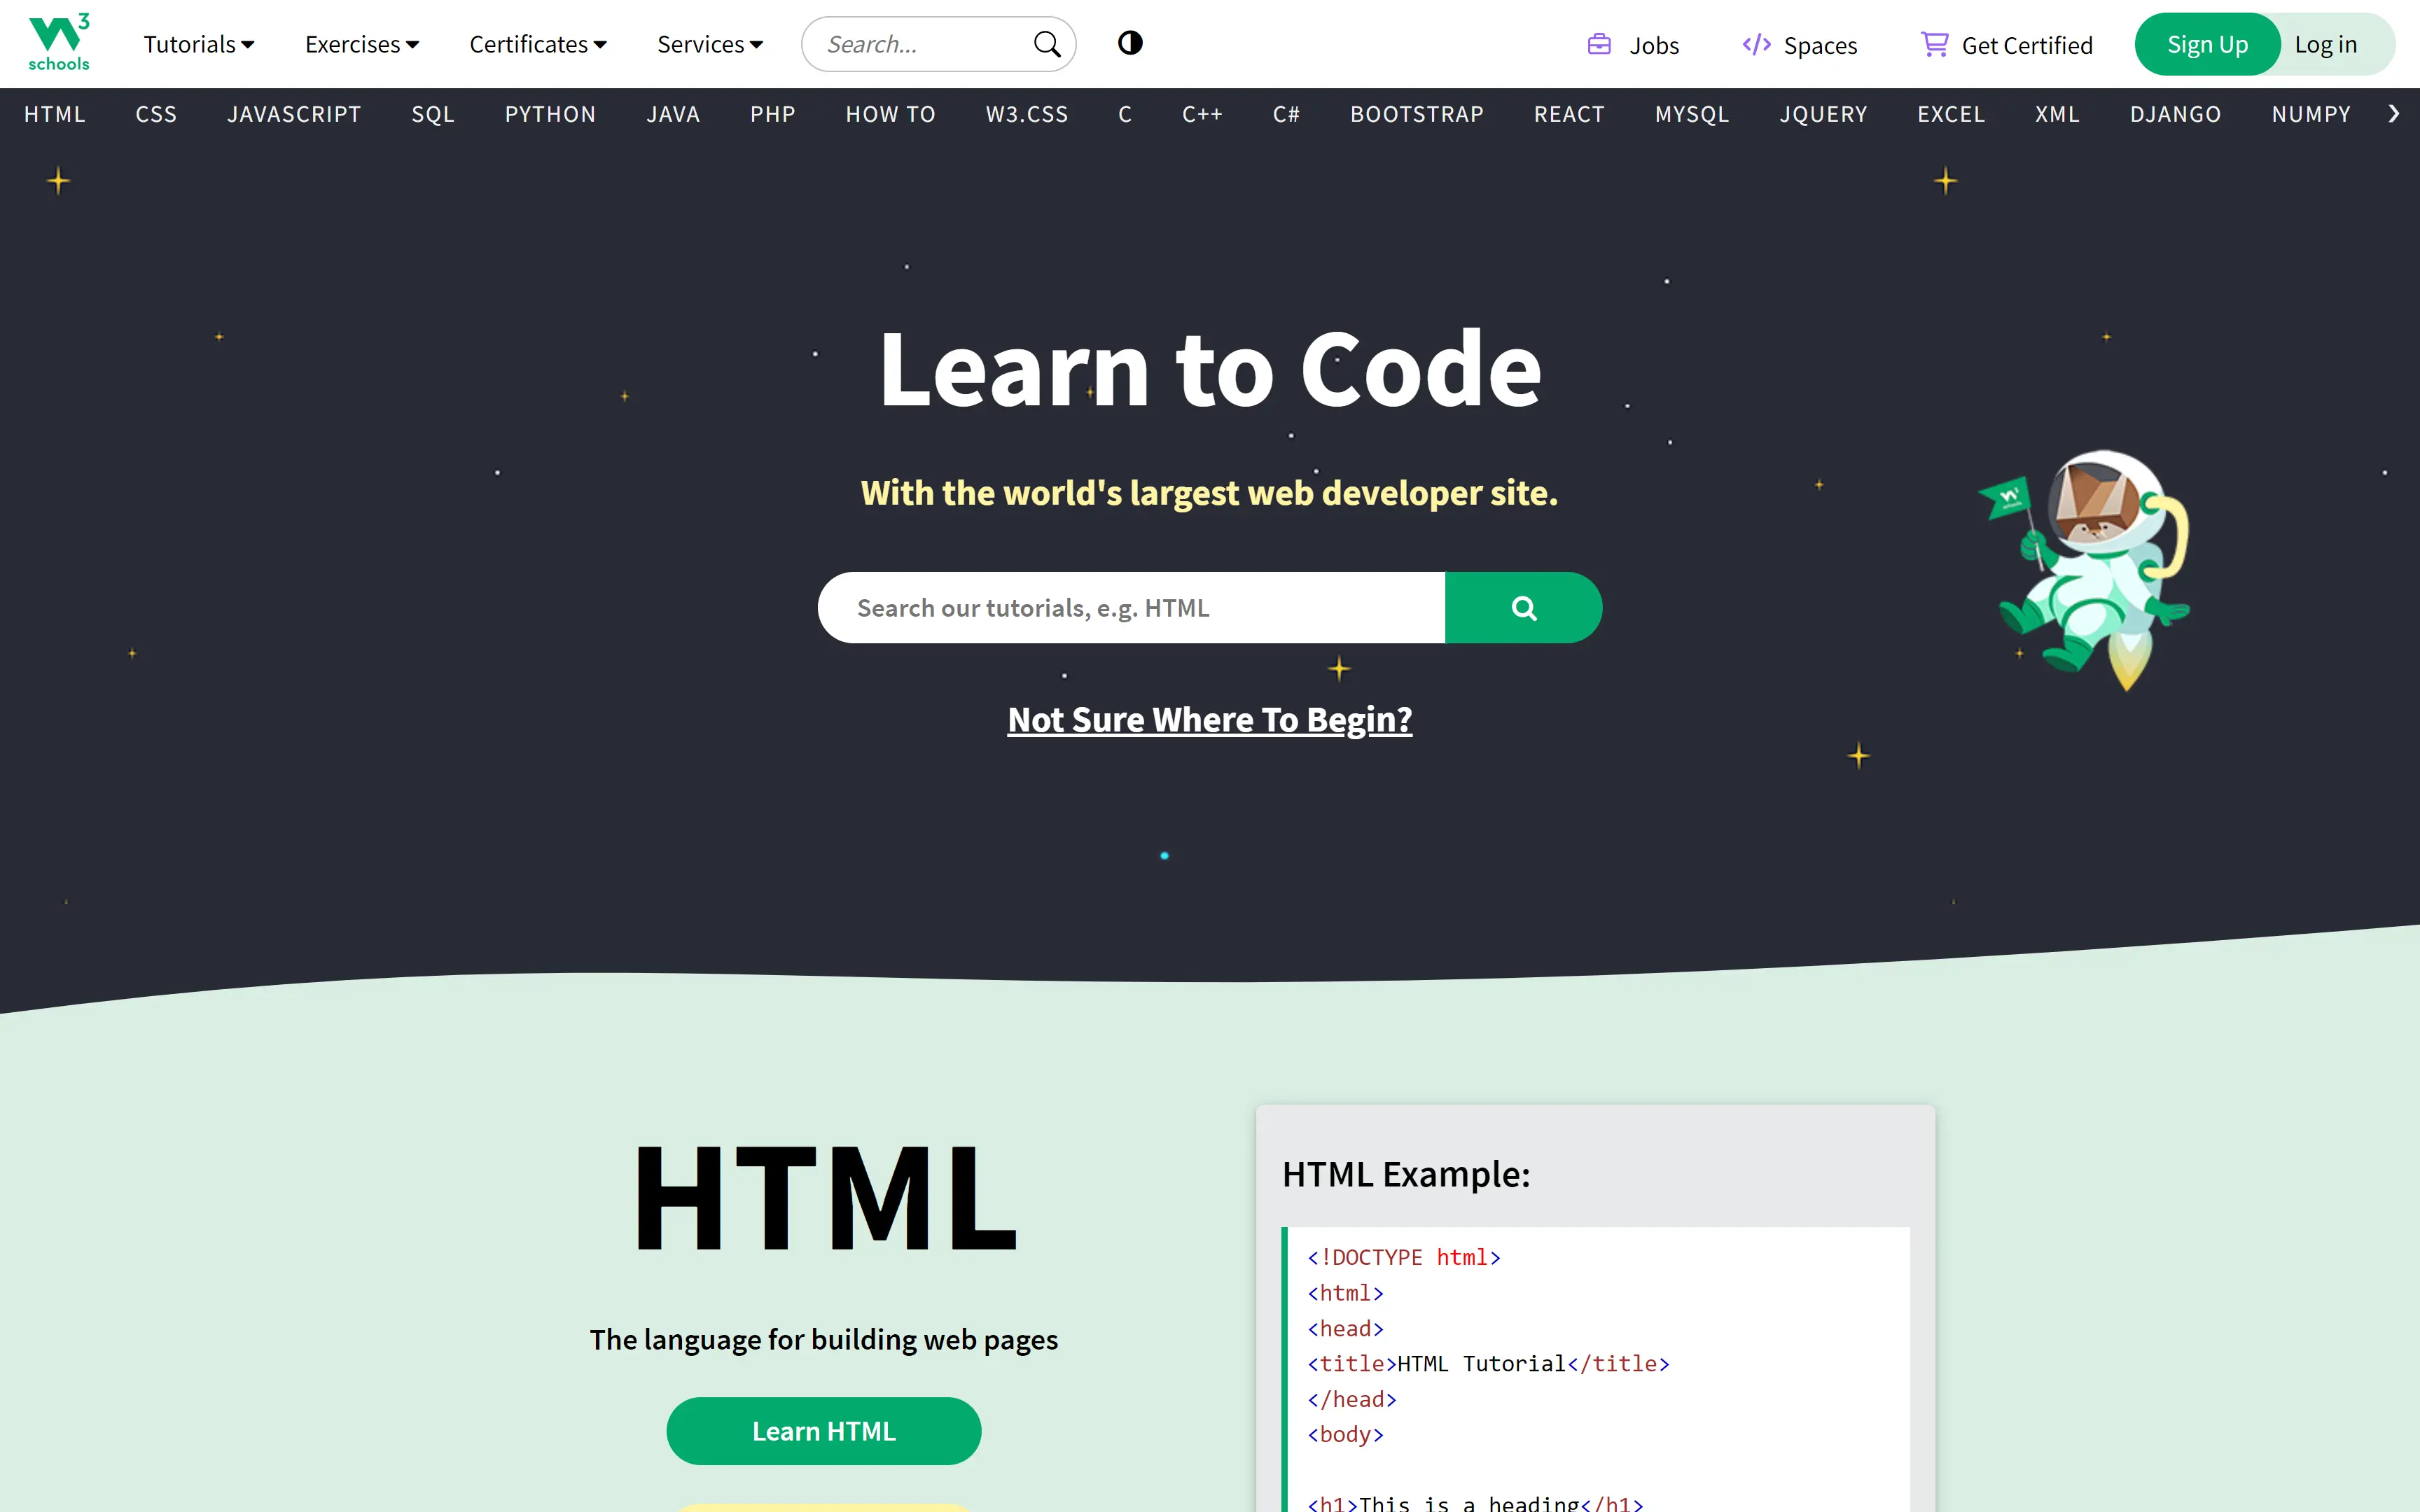 W3 schools
Tutorials Exercises Certificates Services Search... Jobs Spaces Get Certified Sign Up Log in
HTML CSS JAVASCRIPT SQL PYTHON JAVA PHP HOW TO W3.CSS C C++ C# BOOTSTRAP REACT MYSQL JQUERY EXCEL XML DJANGO NUMPY
Learn to Code
With the world's largest web developer site.
Search our tutorials, e.g. HTML
Not Sure Where To Begin?
HTML
The language for building web pages
Learn HTML
HTML Example:
<!DOCTYPE html>
<html>
<head>
<title>HTML Tutorial</title>
</head>
<body>
<h1>This is a heading</h1>